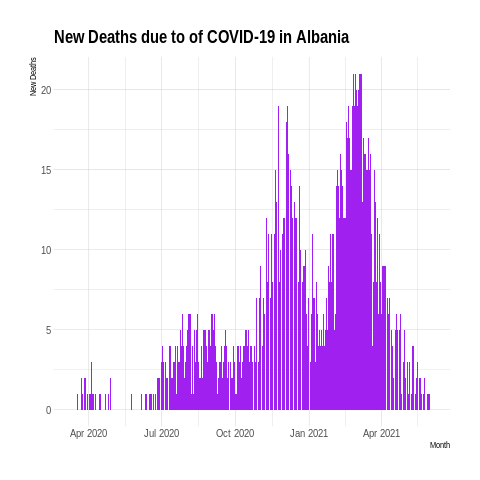 New Deaths due to of COVID-19 in Albania
New Deaths
20
15
10
5
0
Apr 2020 Jul 2020 Oct 2020 Jan 2021 Apr 2021
Month